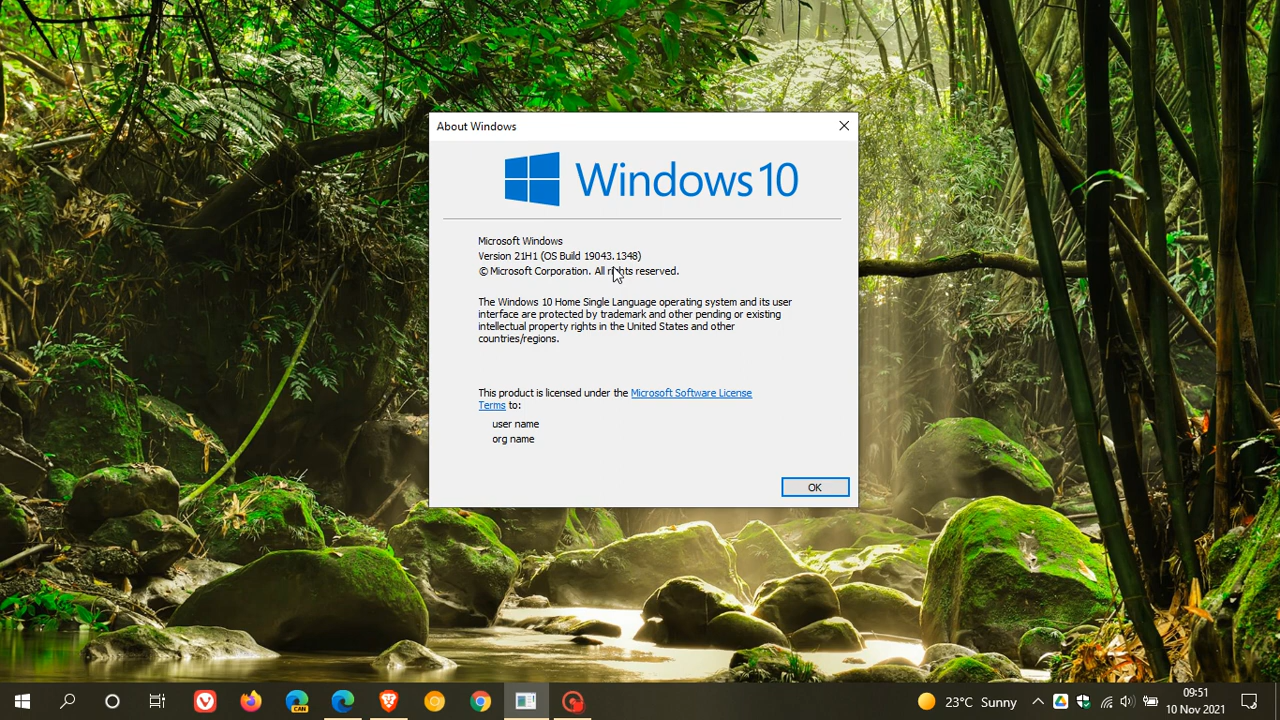 About Windows
Windows 10
Microsoft Windows
Version 21H1 (OS Build 19043.1348)
© Microsoft Corporation. All rights reserved.
The Windows 10 Home Single Language operating system and its user
interface are protected by trademark and other pending or existing
intellectual property rights in the United States and other
countries/regions.
This product is licensed under the Microsoft Software License
Terms to:
user name
org name
OK
CAN
23°C Sunny
09:51
10 Nov 2021